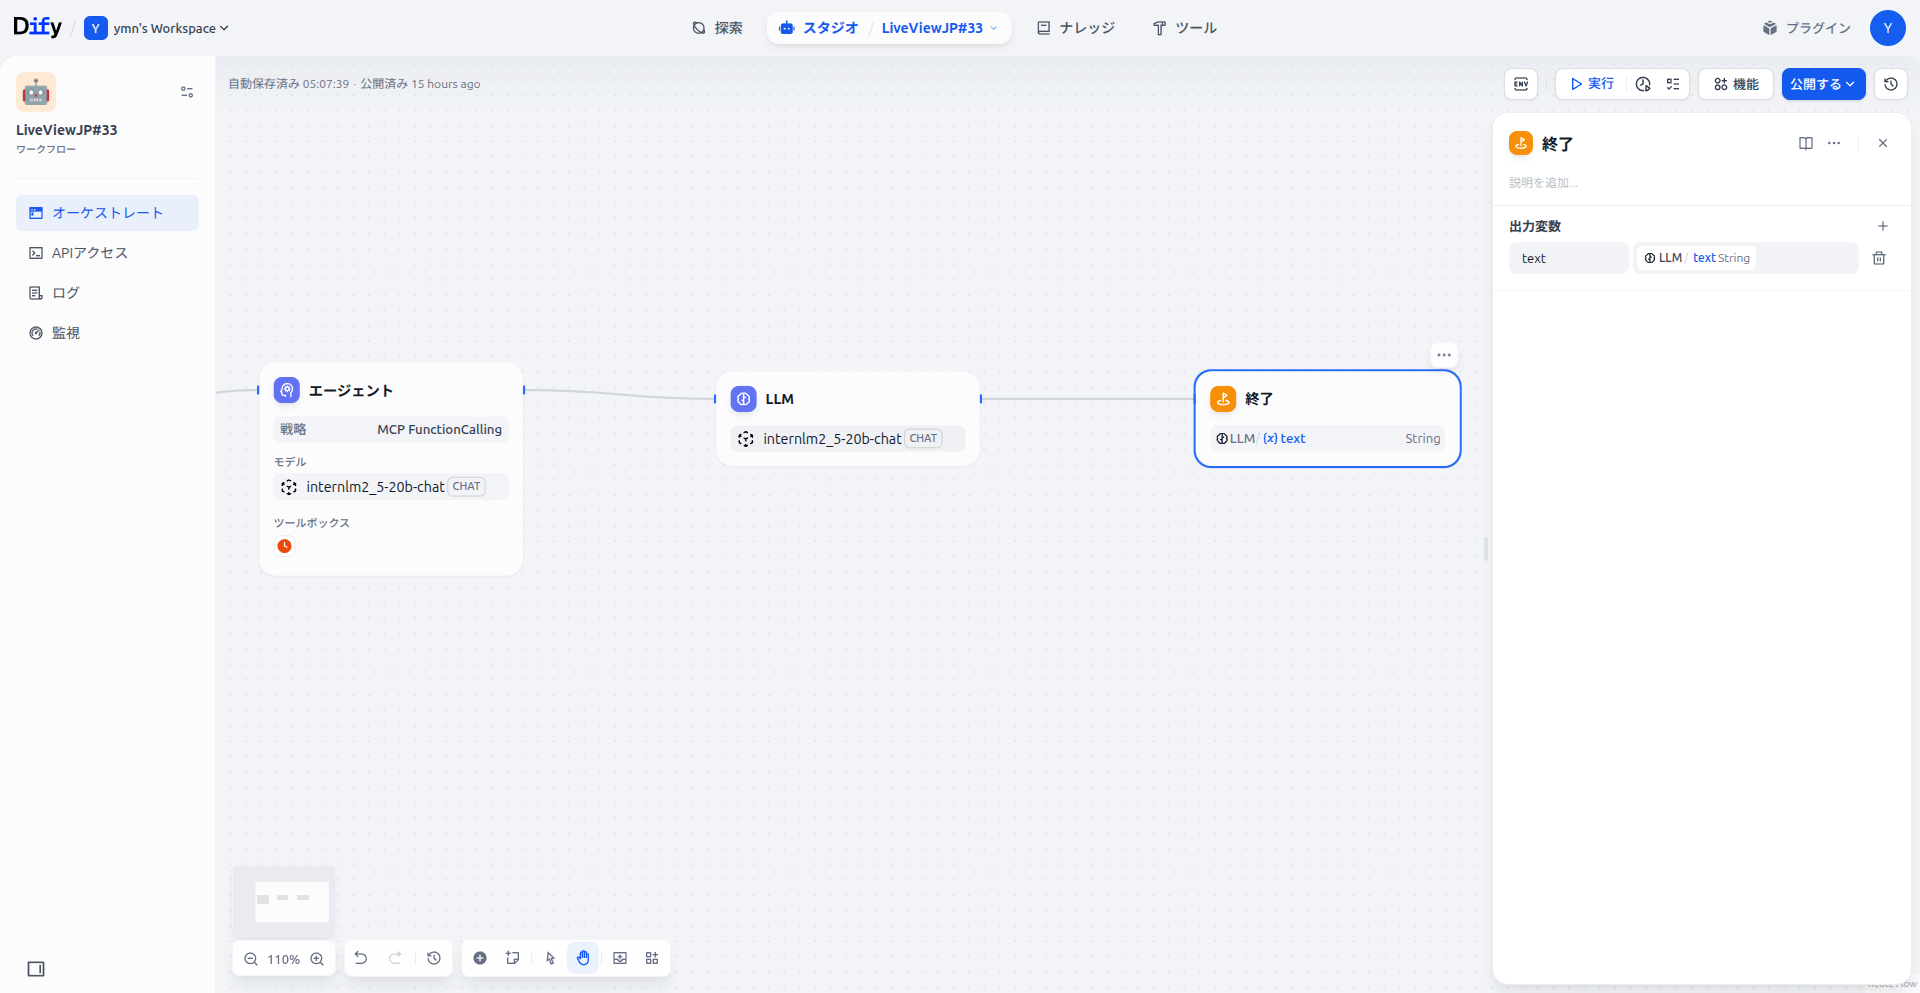 Dify / Y ymn's Workspace
探索
スタジオ / LiveViewJP#33
ナレッジ
ツール
プラグイン
Y
LiveViewJP#33
ワークフロー
オーケストレート
APIアクセス
ログ
監視
自動保存済み 05:07:39 · 公開済み 15 hours ago
ENV
実行
機能
公開する
エージェント
戦略 MCP FunctionCalling
モデル
internlm2_5-20b-chat CHAT
ツールボックス
LLM
internlm2_5-20b-chat CHAT
終了
LLM / (x) text String
終了
説明を追加...
出力変数
text LLM / text String
110%